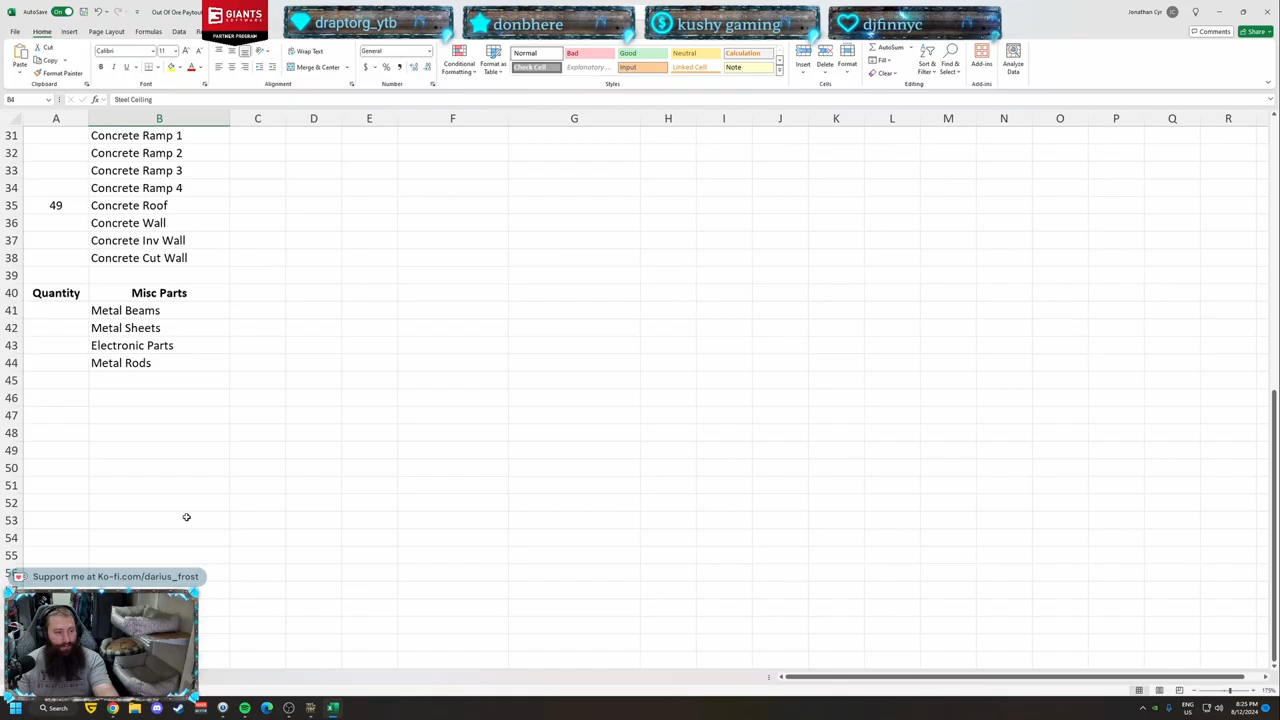 AutoSave On Out Of De Payout Jonathan Cyr
GIANTS SOFTWARE
PARTNER PROGRAM
draptorg_ytb donbhere kushy gaming djfinnyc
Home Insert Page Layout Formula Comments Share
Cut
Format Painter
Clipboard
Calibri
B I U
Font
Wrap Text
Merge & Center
Alignment
General
$ % ,
Number
Conditional Formatting
Format as Table
Normal Bad Good Neutral Calculation
Check Cell Explanatory ... Input Linked Cell Note
Styles
Insert Delete Format
Cells
AutoSum
Fill
Clear
Sort & Filter
Find & Select
Editing
Add-ins
Add-ins
Analyze Data
B4 fx Steel Ceiling
A B C D E F G H I J K L M N O P Q R
31 Concrete Ramp 1
32 Concrete Ramp 2
33 Concrete Ramp 3
34 Concrete Ramp 4
35 49 Concrete Roof
36 Concrete Wall
37 Concrete Inv Wall
38 Concrete Cut Wall
39
40 Quantity Misc Parts
41 Metal Beams
42 Metal Sheets
43 Electronic Parts
44 Metal Rods
45
46
47
48
49
50
51
52
53
54
55
Support me at Ko-fi.com/darius_frost
175%
Search
ENG
US
8:25 PM
8/12/2024